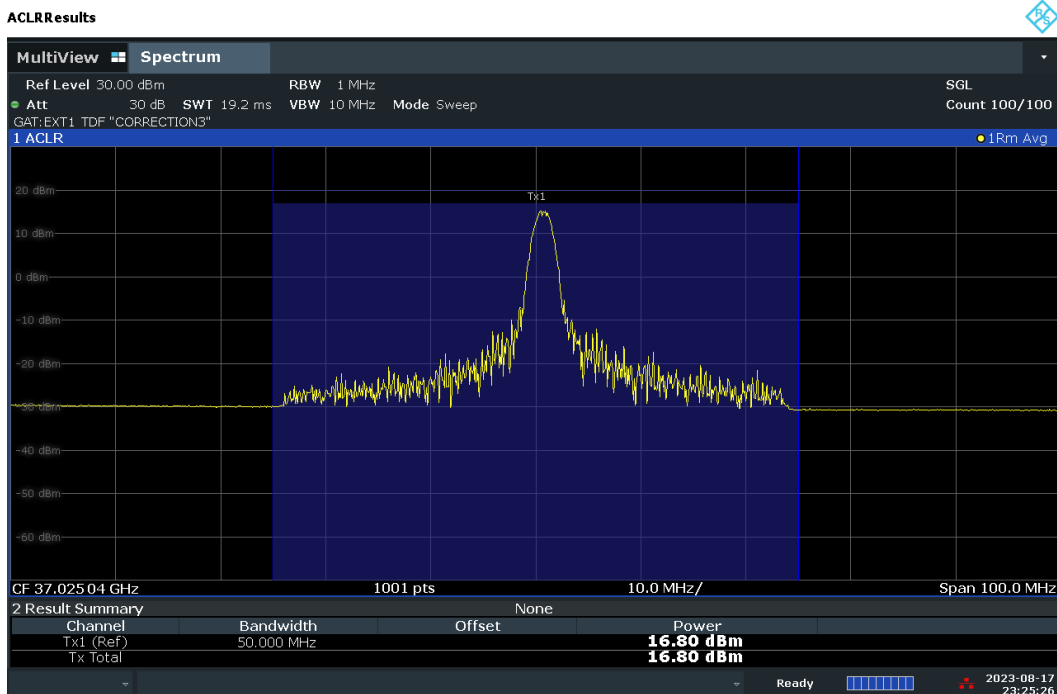 ACLRResults
R&S
MultiView Spectrum
Ref Level 30.00 dBm RBW 1 MHz SGL
Att 30 dB SWT 19.2 ms VBW 10 MHz Mode Sweep Count 100/100
GAT:EXT1 TDF "CORRECTION3"
1 ACLR 1Rm Avg
20 dBm
Tx1
10 dBm
0 dBm
-10 dBm
-20 dBm
-30 dBm
-40 dBm
-50 dBm
-60 dBm
CF 37.02504 GHz 1001 pts 10.0 MHz/ Span 100.0 MHz
2 Result Summary None
Channel Bandwidth Offset Power
Tx1 (Ref) 50.000 MHz 16.80 dBm
Tx Total 16.80 dBm
Ready 2023-08-17
23:25:26